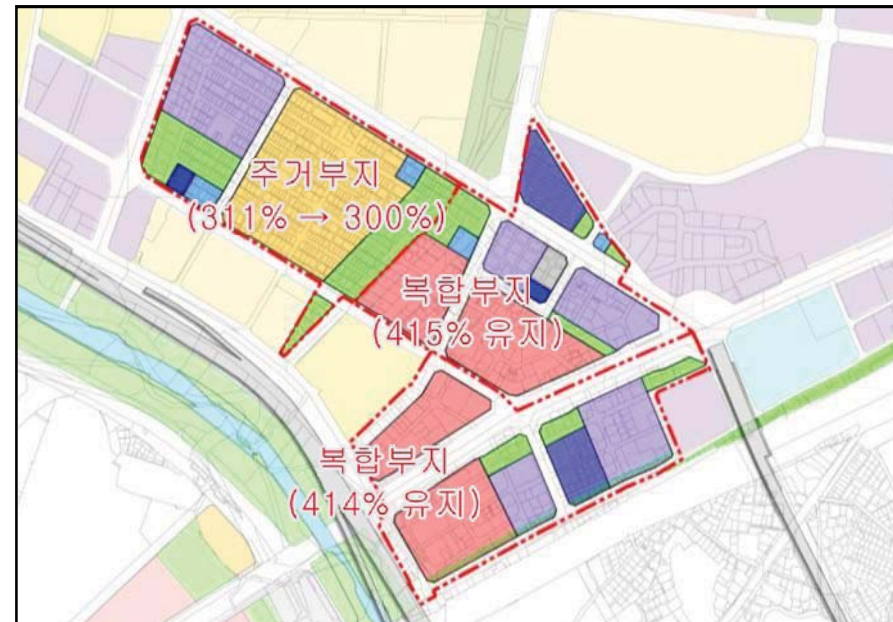 주거부지
(311% → 300%)
복합부지
(415% 유지)
복합부지
(414% 유지)